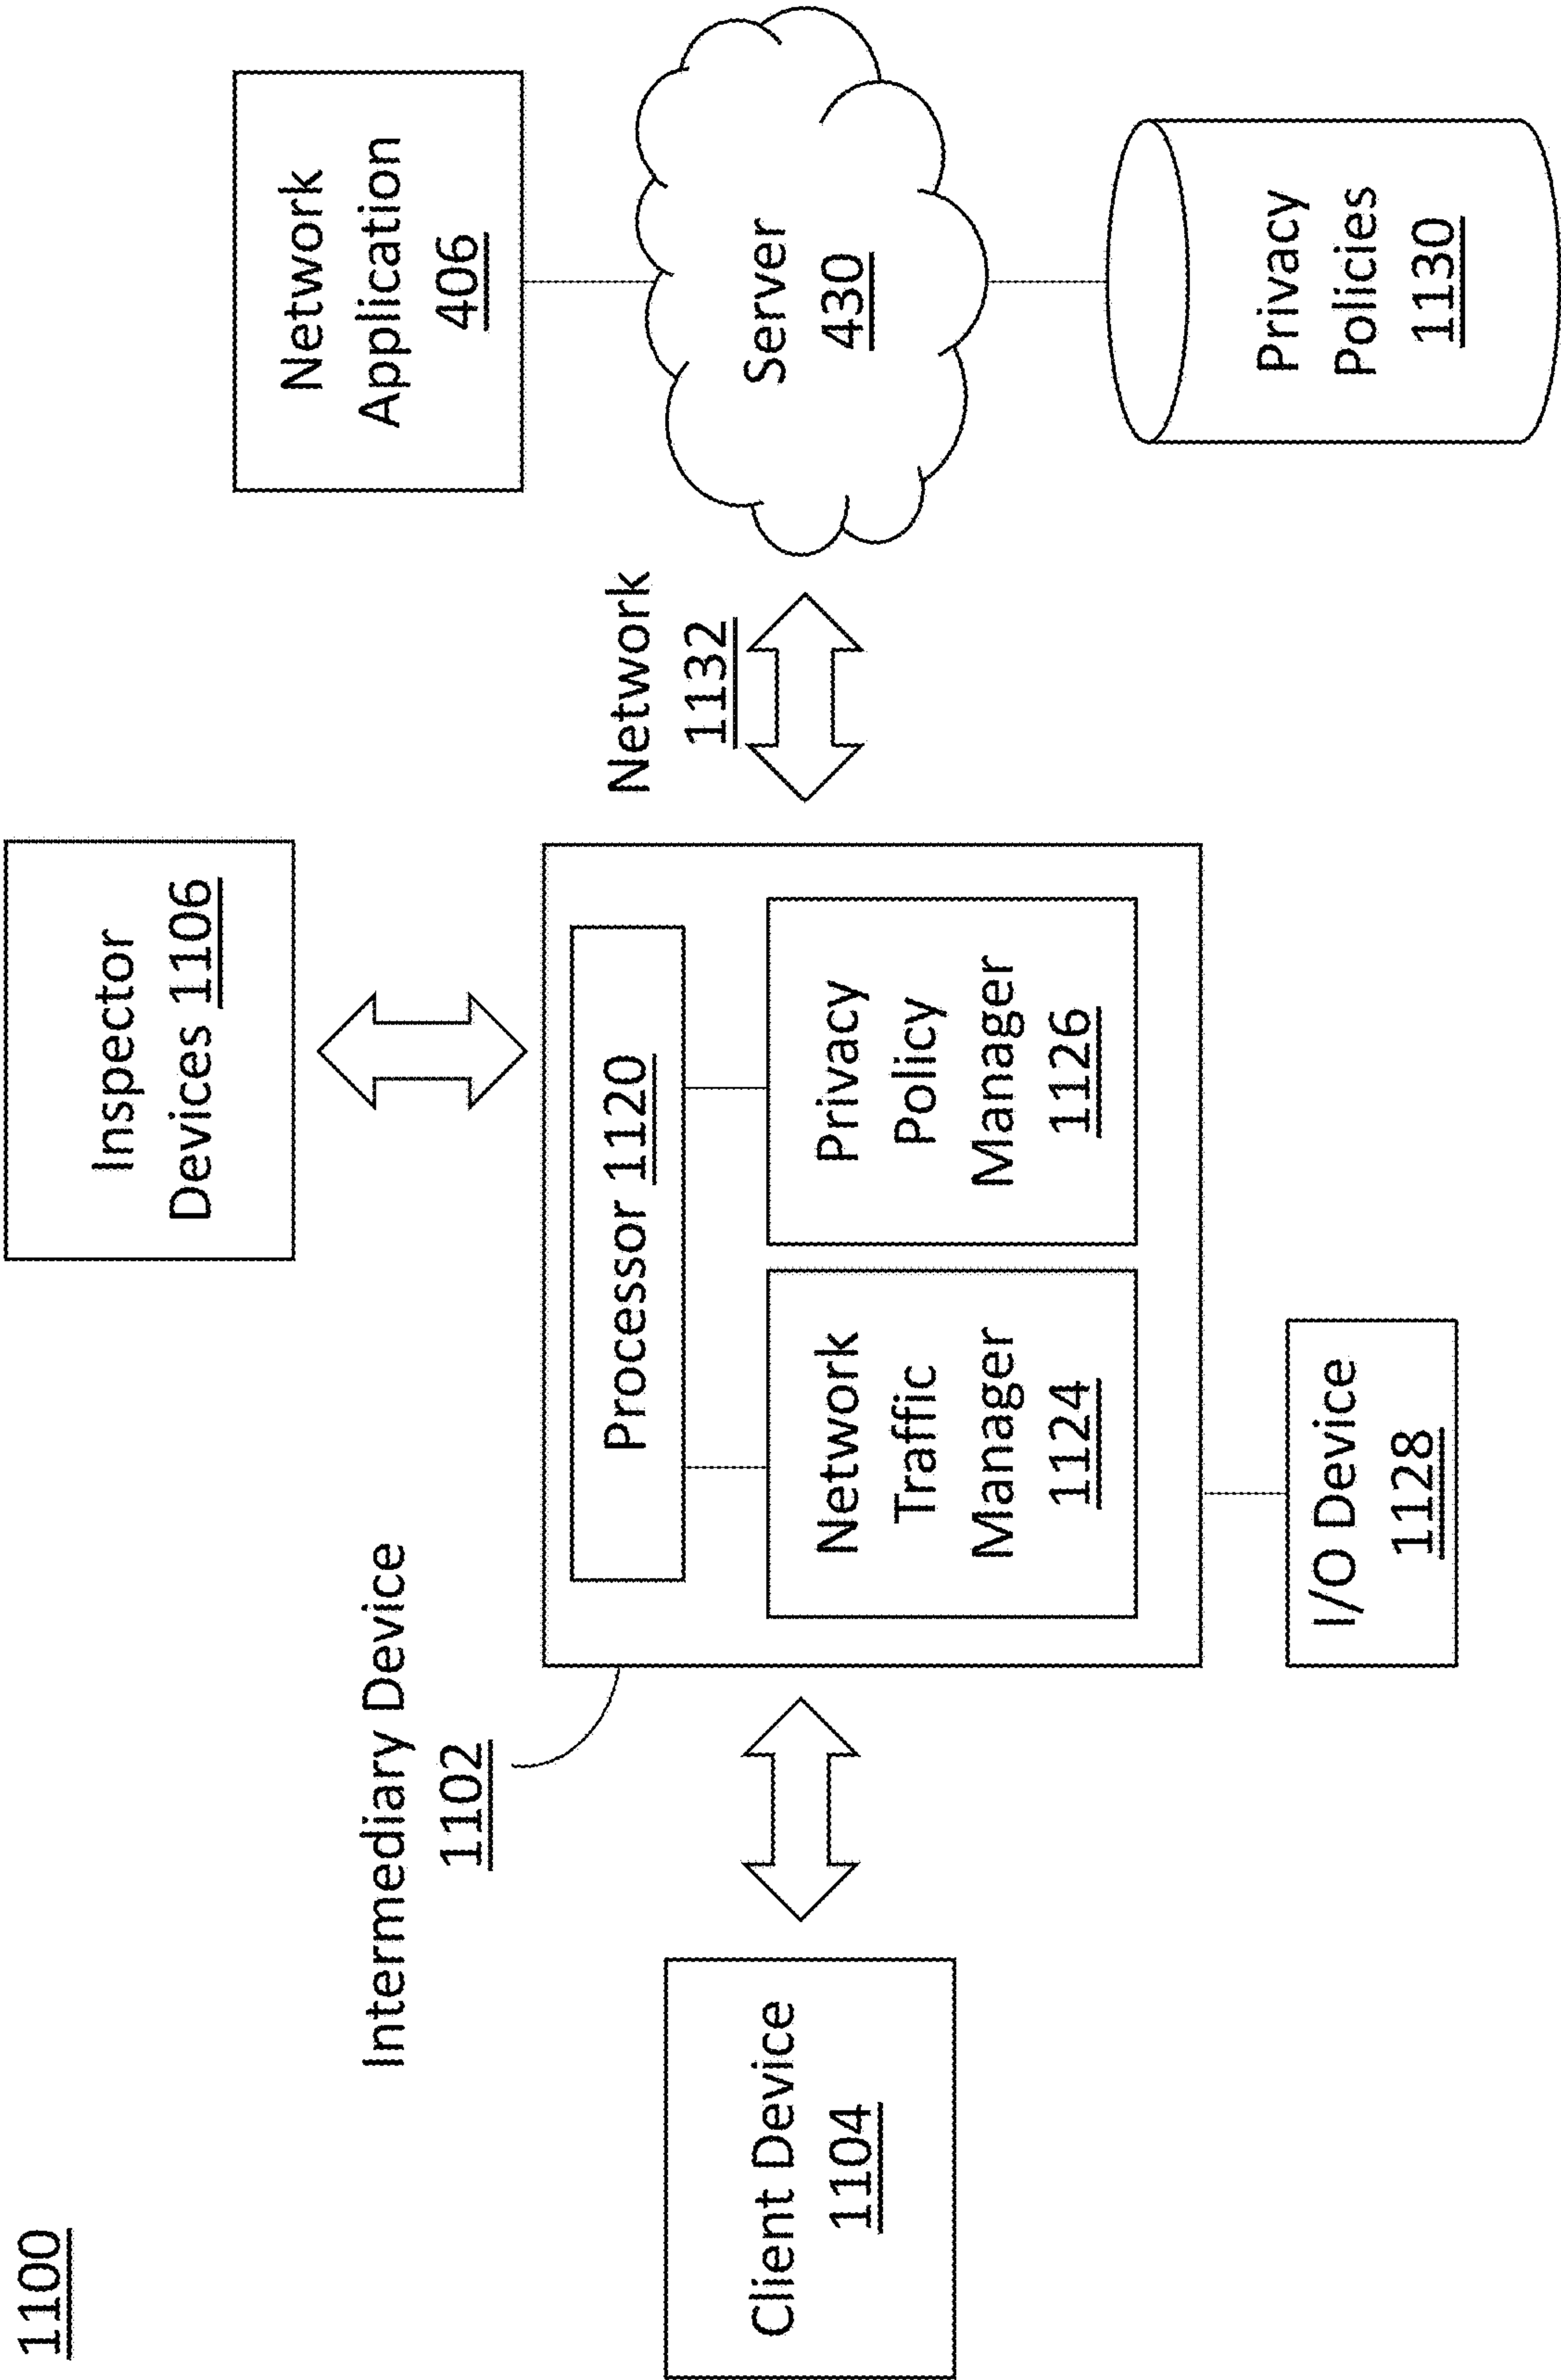 1100
Inspector
Devices 1106
Network
Application
406
Intermediary Device
1102
Network
1132
Processor 1120
Client Device
1104
Network
Traffic
Manager
1124
Privacy
Policy
Manager
1126
Server
430
I/O Device
1128
Privacy
Policies
1130